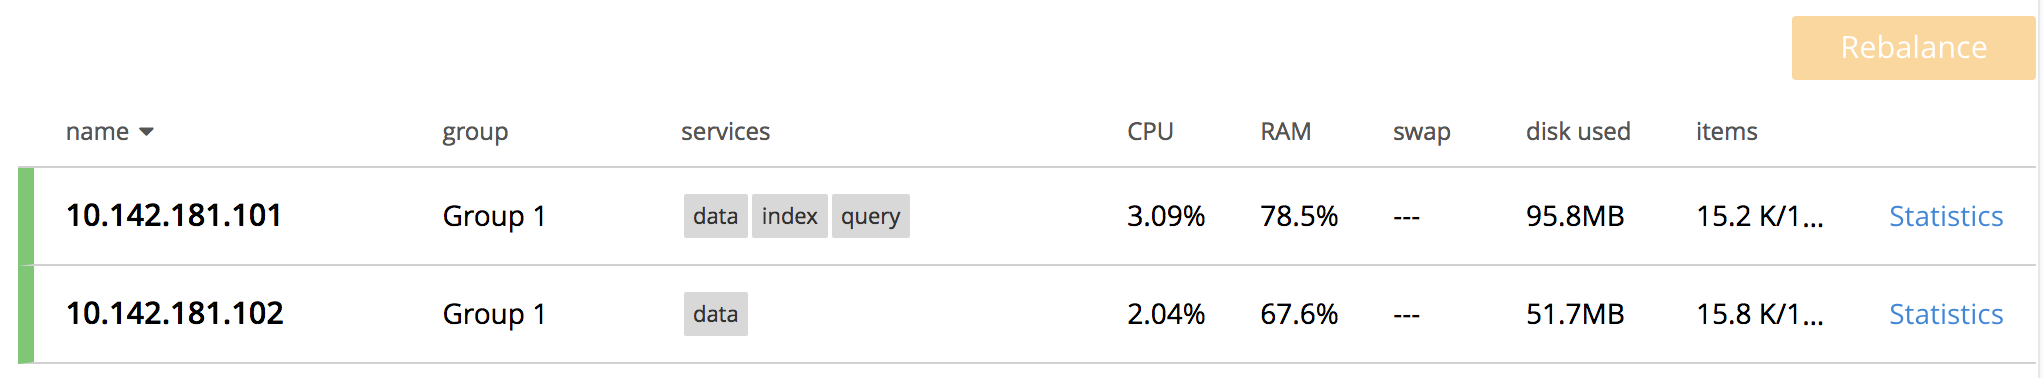 Rebalance
name group services CPU RAM swap disk used items
10.142.181.101 Group 1 data index query 3.09% 78.5% --- 95.8MB 15.2 K/1... Statistics
10.142.181.102 Group 1 data 2.04% 67.6% --- 51.7MB 15.8 K/1... Statistics